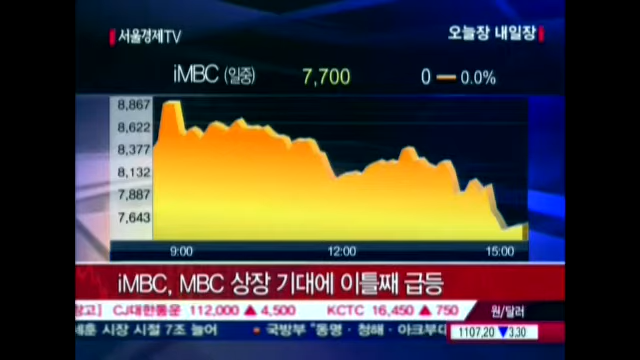 서울경제TV
오늘장 내일장
iMBC (일중) 7,700 0 0.0%
8,867
8,622
8,377
8,132
7,887
7,643
9:00 12:00 15:00
iMBC, MBC 상장 기대에 이틀째 급등
CJ대한통운 112,000 ▲ 4,500 KCTC 16,450 ▲ 750 원/달러
시장 시절 7조 늘어 • 국방부 "동명·청해·아크부대 1107.20 ▼3.30